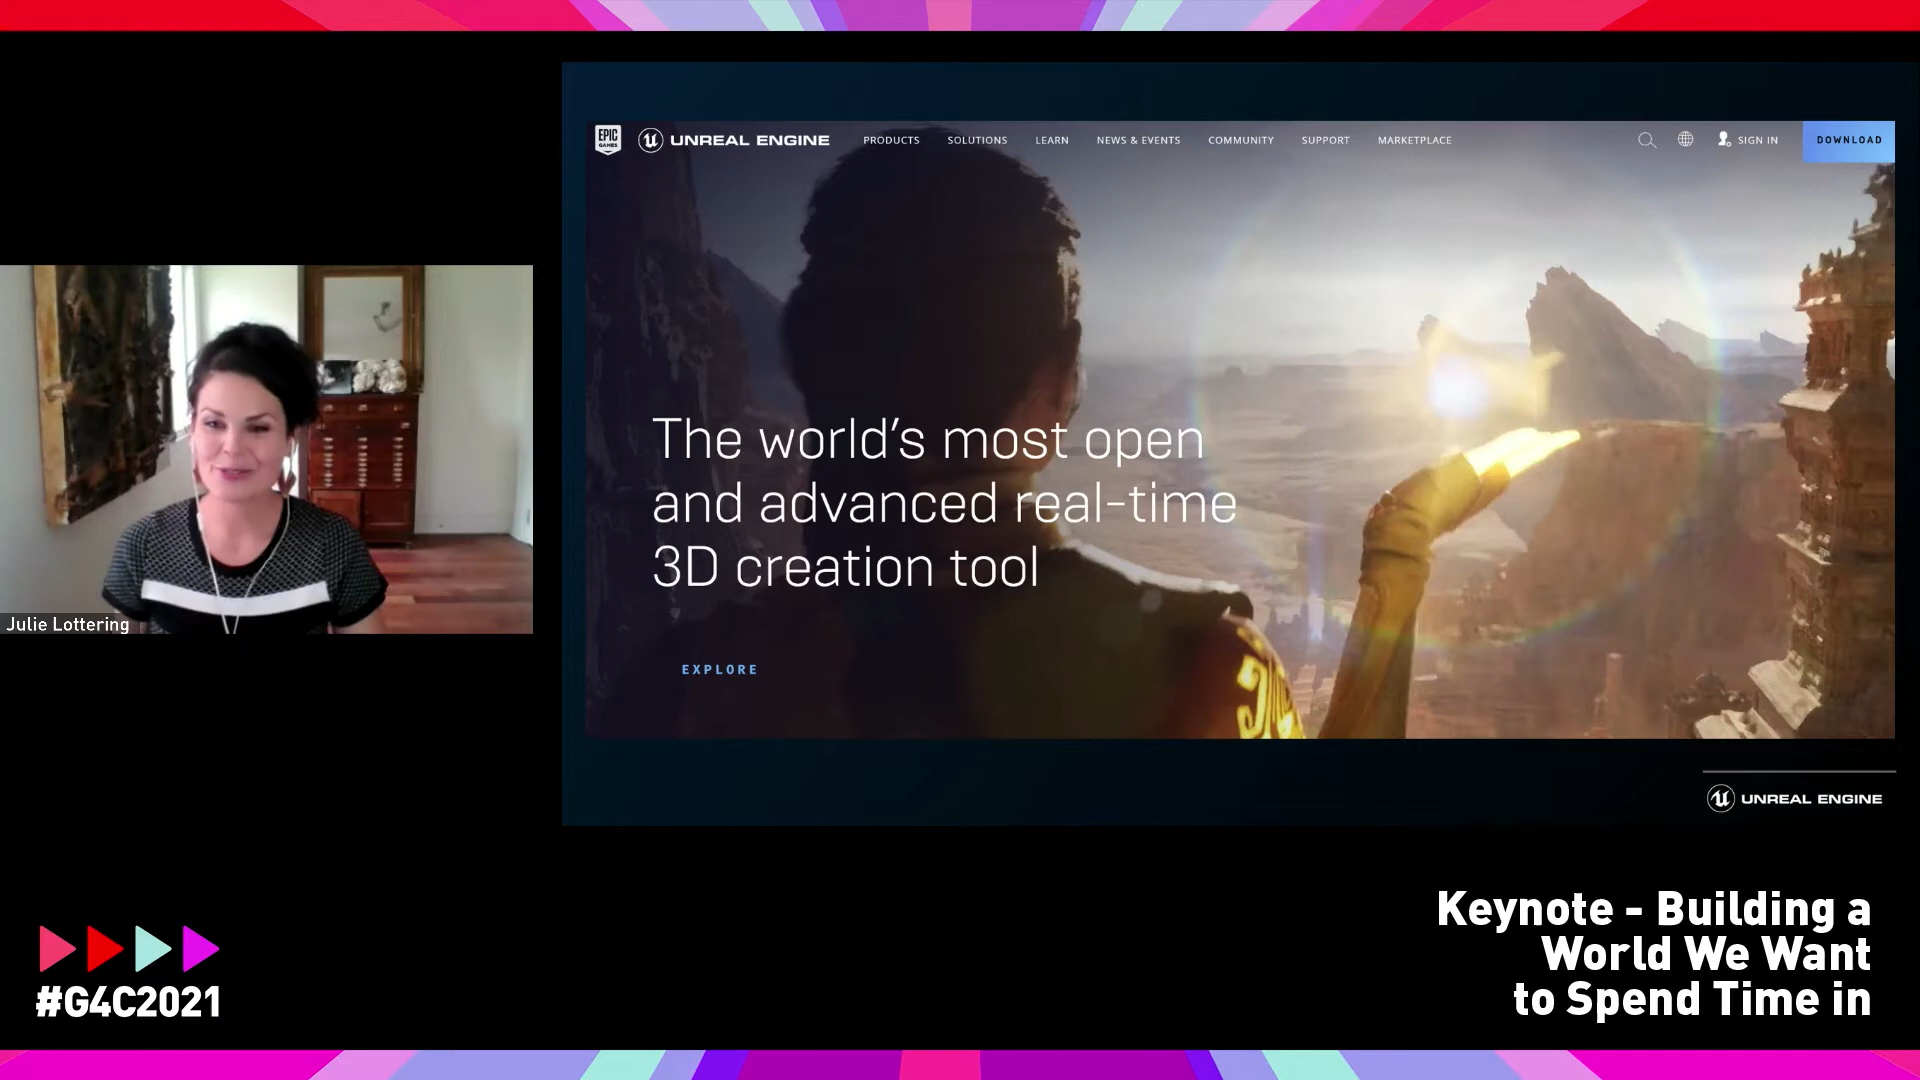 EPIC
GAMES
UNREAL ENGINE
PRODUCTS
SOLUTIONS
LEARN
NEWS & EVENTS
COMMUNITY
SUPPORT
MARKETPLACE
SIGN IN
DOWNLOAD
The world's most open
and advanced real-time
3D creation tool
EXPLORE
UNREAL ENGINE
Julie Lottering
#G4C2021
Keynote - Building a
World We Want
to Spend Time in